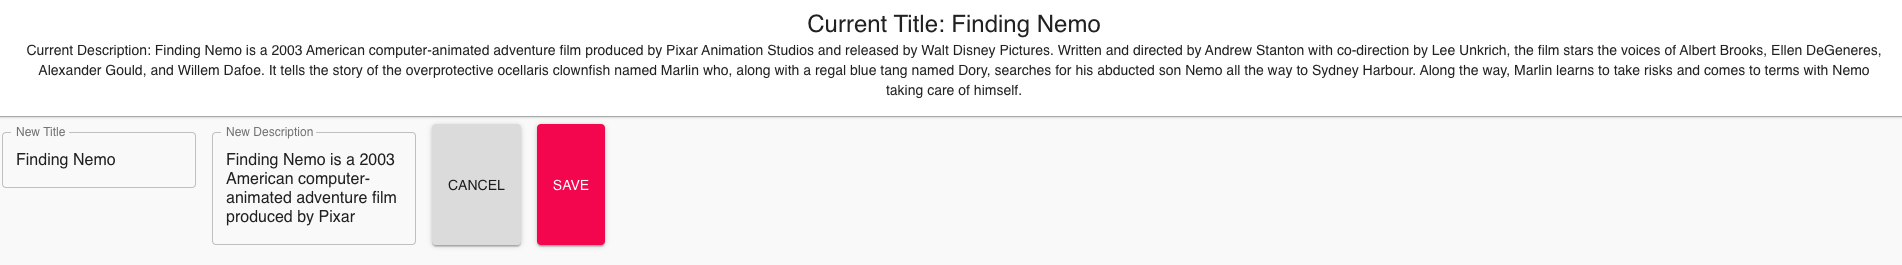 Current Title: Finding Nemo
Current Description: Finding Nemo is a 2003 American computer-animated adventure film produced by Pixar Animation Studios and released by Walt Disney Pictures. Written and directed by Andrew Stanton with co-direction by Lee Unkrich, the film stars the voices of Albert Brooks, Ellen DeGeneres,
Alexander Gould, and Willem Dafoe. It tells the story of the overprotective ocellaris clownfish named Marlin who, along with a regal blue tang named Dory, searches for his abducted son Nemo all the way to Sydney Harbour. Along the way, Marlin learns to take risks and comes to terms with Nemo
taking care of himself.
New Title
Finding Nemo
New Description
Finding Nemo is a 2003
American computer-
animated adventure film
produced by Pixar
CANCEL
SAVE